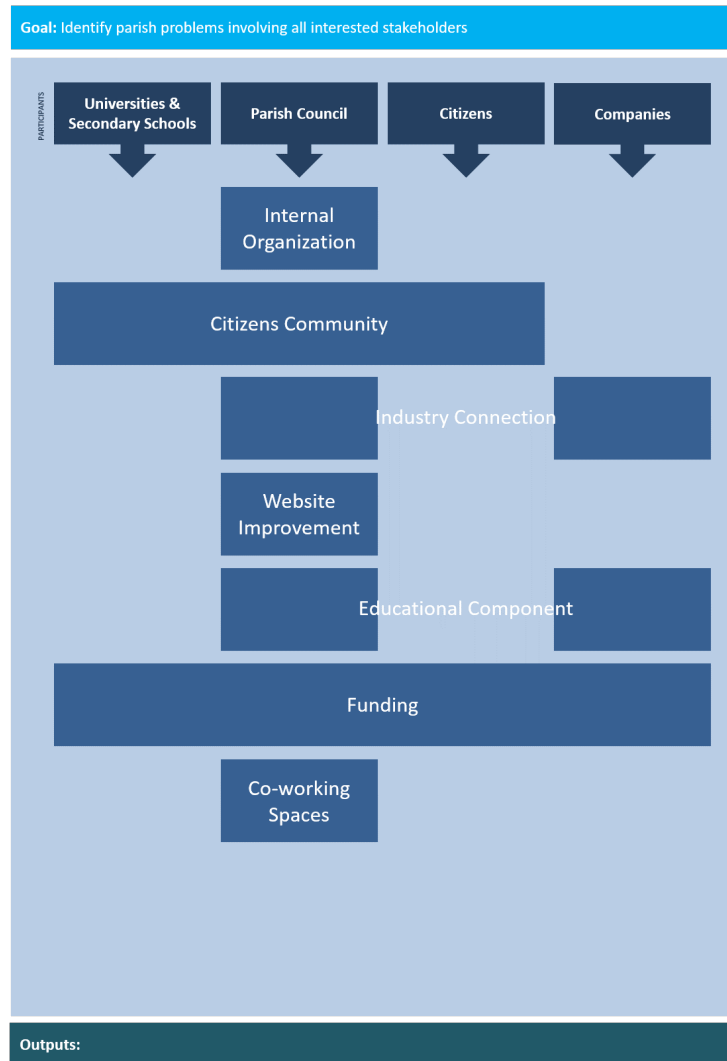 Goal: Identify parish problems involving all interested stakeholders
PARTICIPANTS
Universities &
Secondary Schools
Parish Council
Citizens
Companies
Internal
Organization
Citizens Community
Industry Connection
Website
Improvement
Educational Component
Funding
Co-working
Spaces
Outputs: